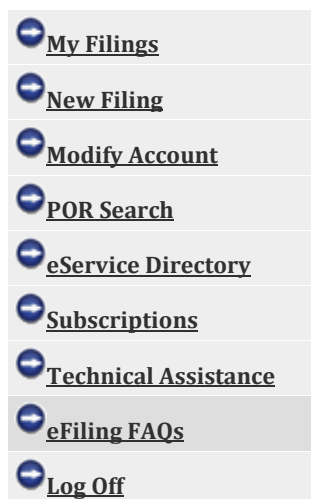 My Filings
New Filing
Modify Account
POR Search
eService Directory
Subscriptions
Technical Assistance
eFiling FAQs
Log Off